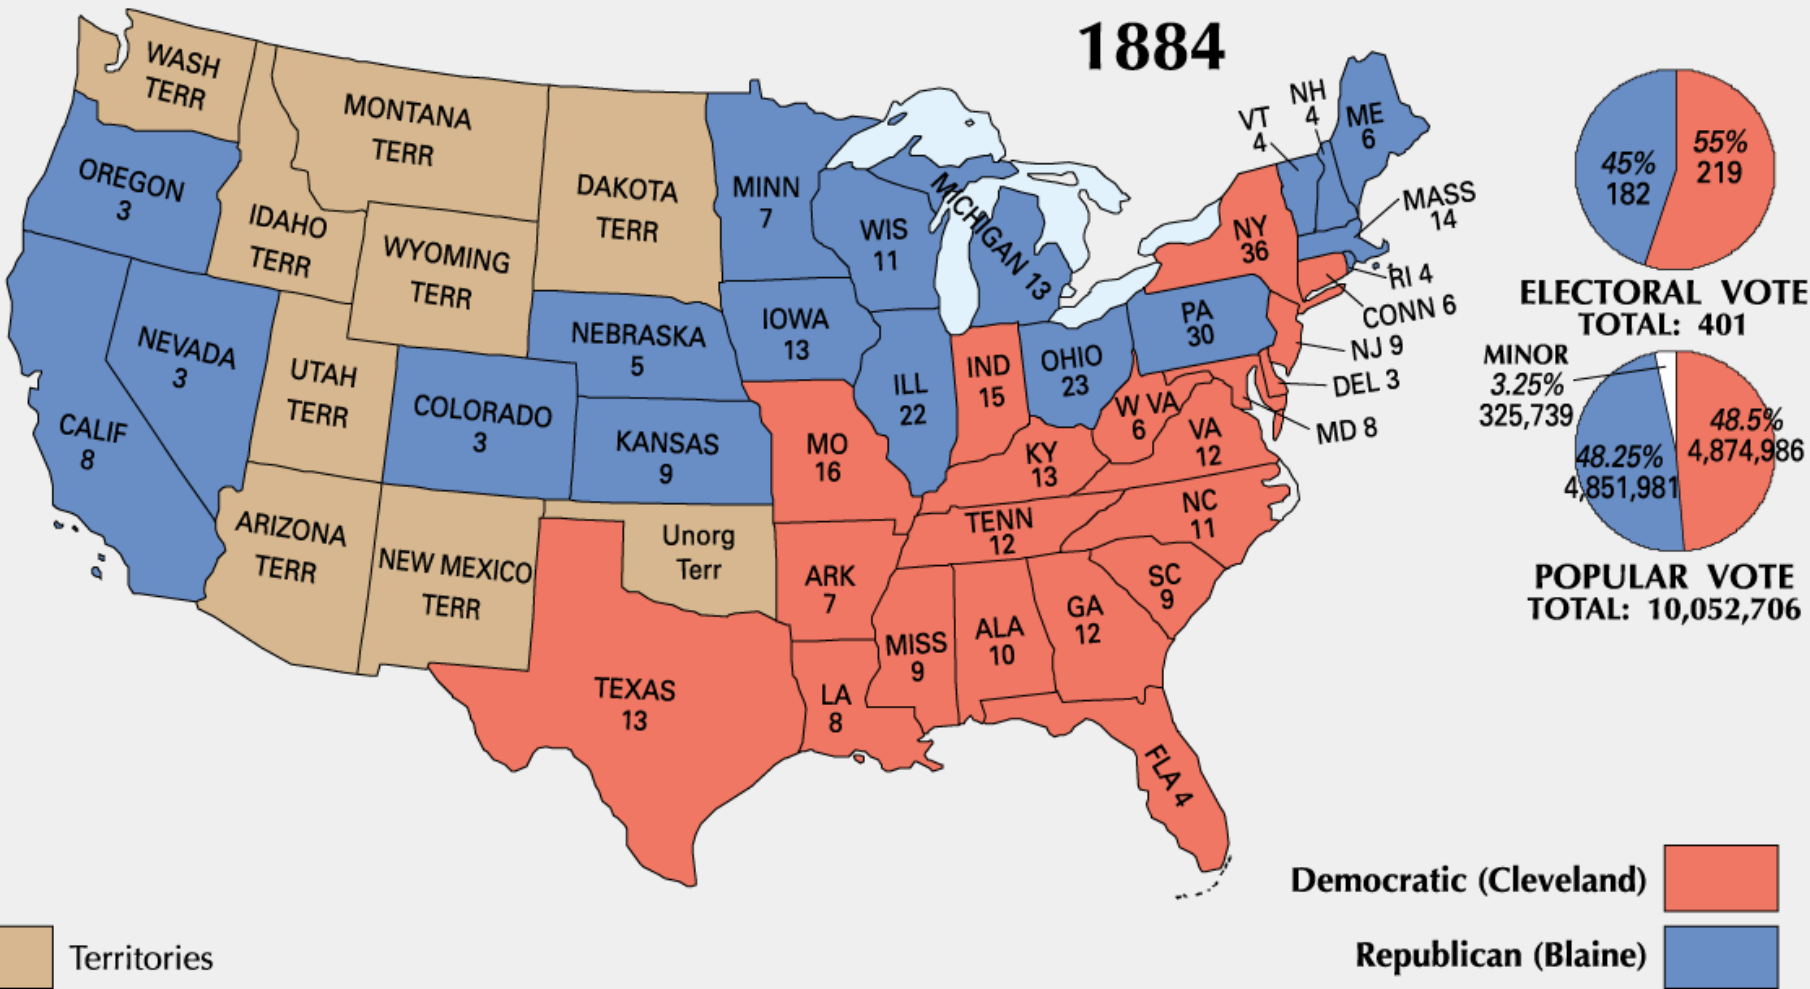 1884
WASH
TERR
MONTANA
TERR
OREGON
3
IDAHO
TERR
WYOMING
TERR
DAKOTA
TERR
MINN
7
WIS
11
MICHIGAN 13
VT
4
NH
4
ME
6
MASS
14
NY
36
RI 4
CONN 6
NJ 9
DEL 3
MD 8
PA
30
NEVADA
3
CALIF
8
UTAH
TERR
COLORADO
3
NEBRASKA
5
KANSAS
9
IOWA
13
ILL
22
IND
15
OHIO
23
W VA
6
VA
12
MO
16
KY
13
NC
11
TENN
12
ARIZONA
TERR
NEW MEXICO
TERR
Unorg
Terr
ARK
7
SC
9
GA
12
ALA
10
MISS
9
LA
8
TEXAS
13
FLA 4
45%
182
55%
219
ELECTORAL VOTE
TOTAL: 401
MINOR
3.25%
325,739
48.25%
4,851,981
48.5%
4,874,986
POPULAR VOTE
TOTAL: 10,052,706
Democratic (Cleveland)
Republican (Blaine)
Territories